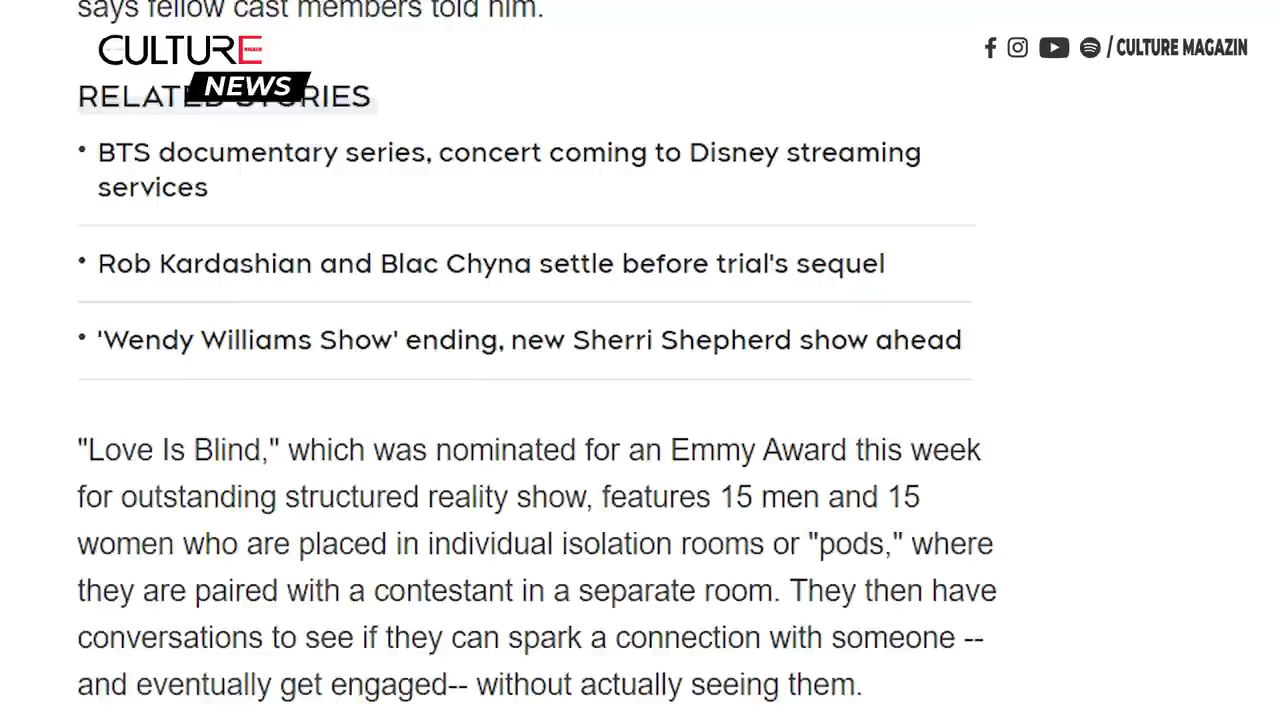 says fellow cast members told him.
CULTURE
NEWS
/ CULTURE MAGAZIN
RELATED STORIES
• BTS documentary series, concert coming to Disney streaming
services
• Rob Kardashian and Blac Chyna settle before trial's sequel
• 'Wendy Williams Show' ending, new Sherri Shepherd show ahead
"Love Is Blind," which was nominated for an Emmy Award this week
for outstanding structured reality show, features 15 men and 15
women who are placed in individual isolation rooms or "pods," where
they are paired with a contestant in a separate room. They then have
conversations to see if they can spark a connection with someone --
and eventually get engaged-- without actually seeing them.